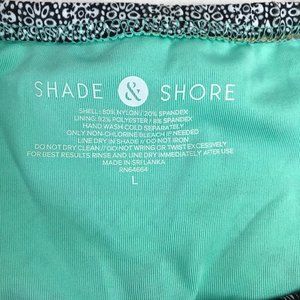 SHADE & SHORE
SHELL: 80% NYLON / 20% SPANDEX
LINING: 92% POLYESTER / 8% SPANDEX
HAND WASH COLD SEPARATELY
ONLY NON-CHLORINE BLEACH IF NEEDED
LINE DRY IN SHADE // DO NOT IRON
DO NOT DRY CLEAN // DO NOT WRING OR TWIST EXCESSIVELY
FOR BEST RESULTS RINSE AND LINE DRY IMMEDIATELY AFTER USE
MADE IN SRI LANKA
RN64664
L